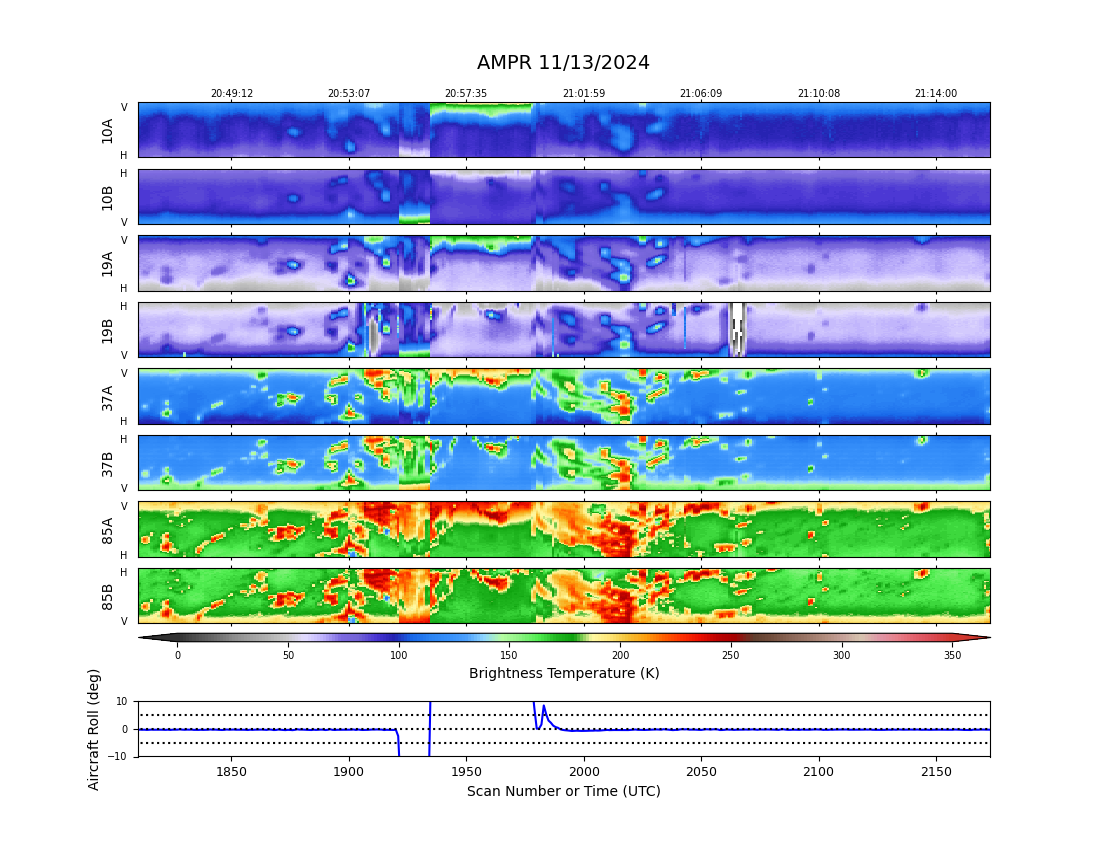 AMPR 11/13/2024
20:49:12 20:53:07 20:57:35 21:01:59 21:06:09 21:10:08 21:14:00
V
10A
H
H
10B
V
V
19A
H
H
19B
V
V
37A
H
H
37B
V
V
85A
H
H
85B
V
0 50 100 150 200 250 300 350
Brightness Temperature (K)
Aircraft Roll (deg)
10
0
−10
1850 1900 1950 2000 2050 2100 2150
Scan Number or Time (UTC)